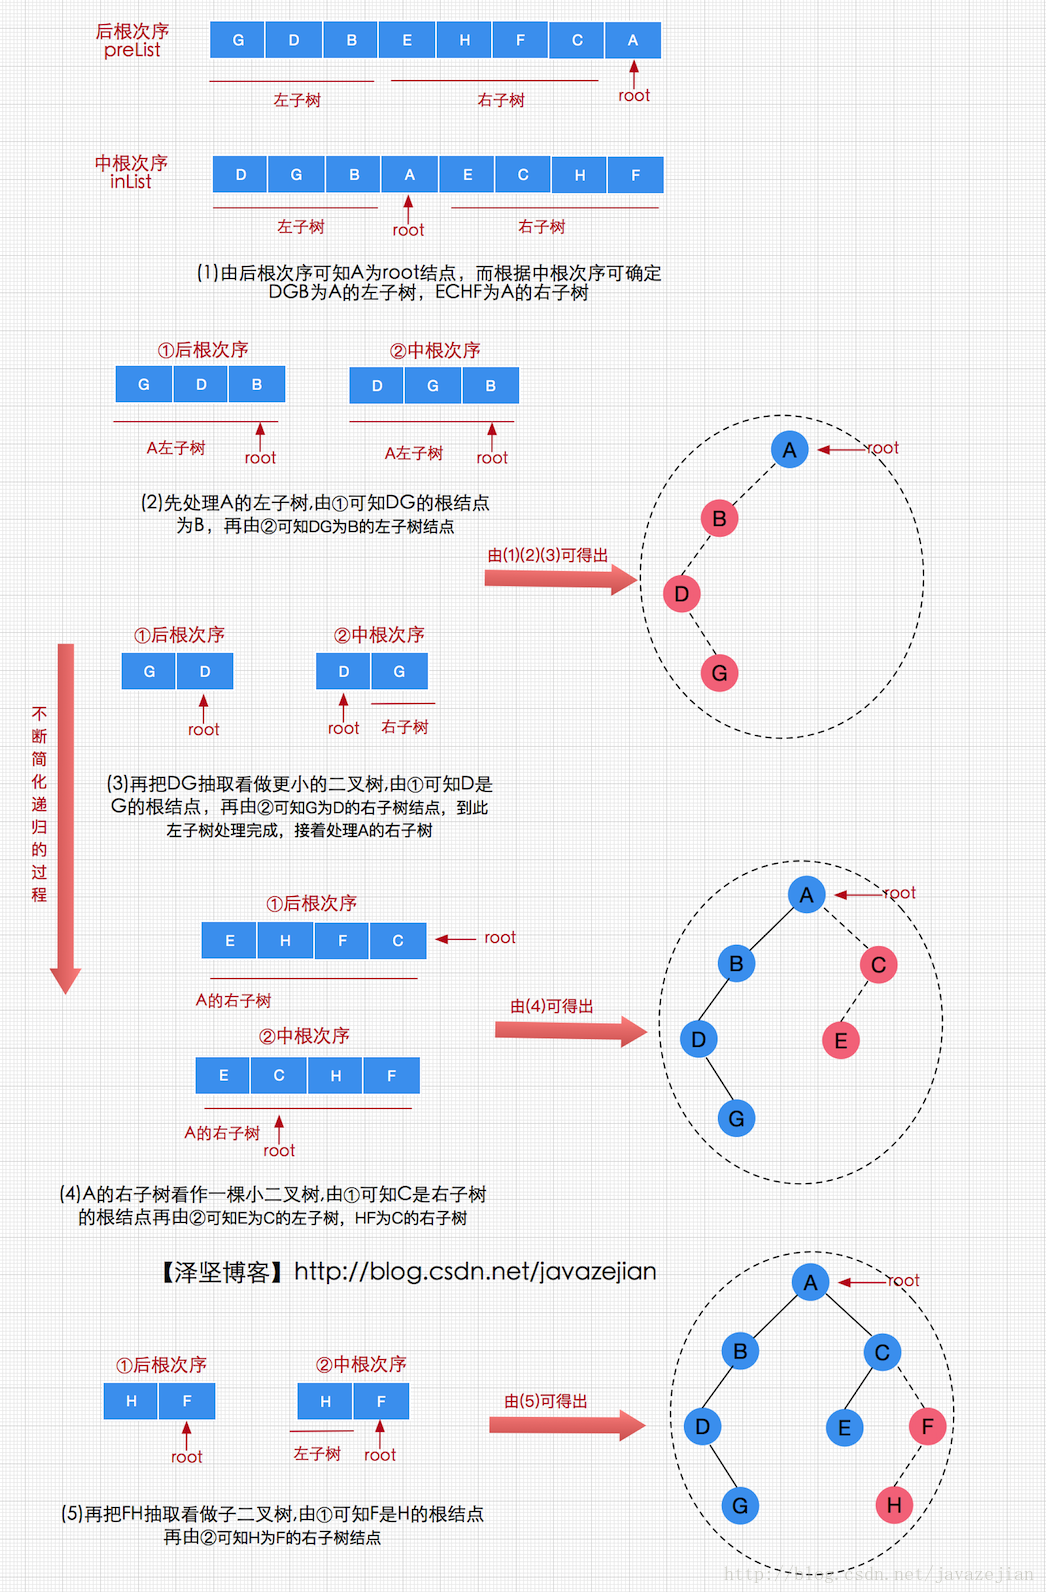 后根次序
preList
G D B E H F C A
左子树 右子树 root
中根次序
inList
D G B A E C H F
左子树 root 右子树
(1)由后根次序可知A为root结点，而根据中根次序可确定
DGB为A的左子树，ECHF为A的右子树
①后根次序 ②中根次序
G D B D G B
A左子树 root A左子树 root
(2)先处理A的左子树,由①可知DG的根结点
为B，再由②可知DG为B的左子树结点
由(1)(2)(3)可得出
A root
B
D
G
①后根次序 ②中根次序
G D D G
root root 右子树
(3)再把DG抽取看做更小的二叉树,由①可知D是
G的根结点，再由②可知G为D的右子树结点，到此
左子树处理完成，接着处理A的右子树
不断简化递归的过程
①后根次序
E H F C root
A的右子树
②中根次序
E C H F
A的右子树 root
由(4)可得出
A root
B C
D E
G
(4)A的右子树看作一棵小二叉树,由①可知C是右子树
的根结点再由②可知E为C的左子树，HF为C的右子树
【泽坚博客】http://blog.csdn.net/javazejian
①后根次序 ②中根次序
H F H F
root 左子树 root
由(5)可得出
A root
B C
D E F
G H
(5)再把FH抽取看做子二叉树,由①可知F是H的根结点
再由②可知H为F的右子树结点
http://blog.csdn.net/javazejian